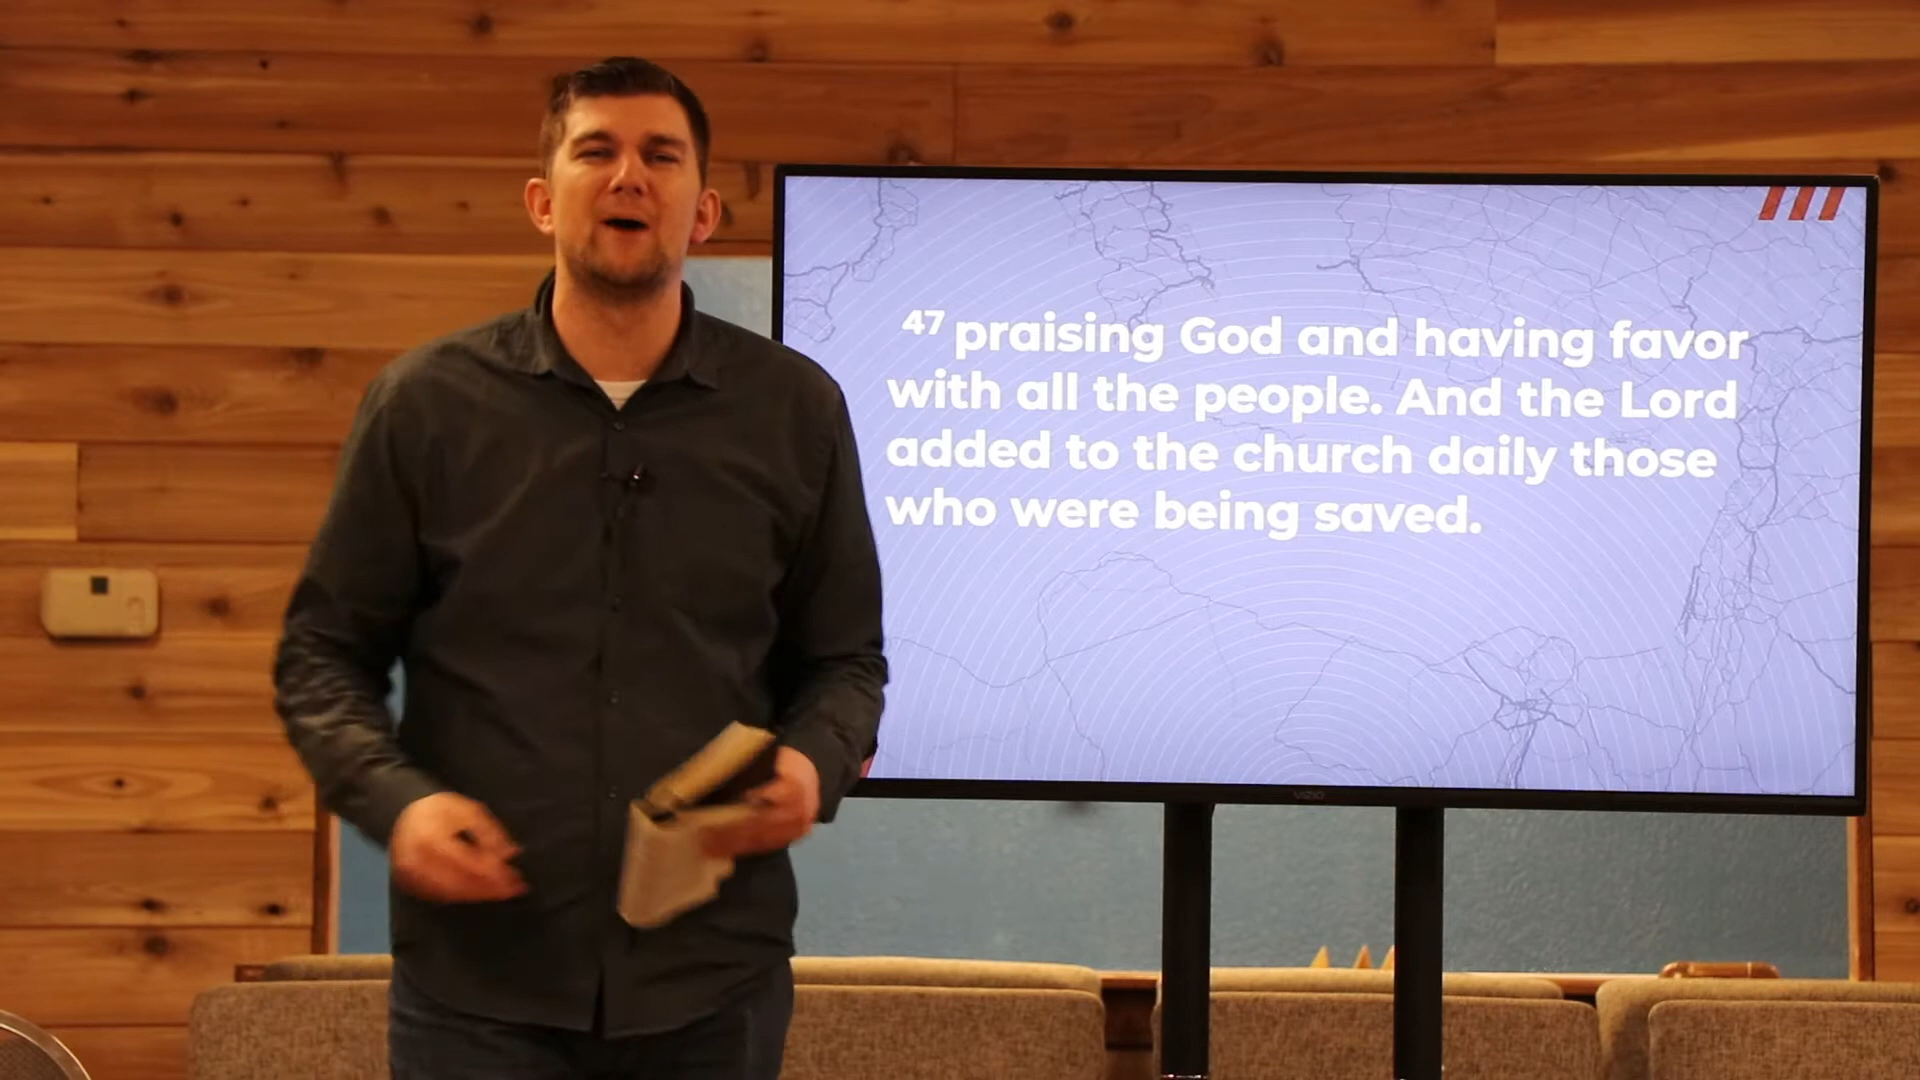 47 praising God and having favor
with all the people. And the Lord
added to the church daily those
who were being saved.
VIZIO